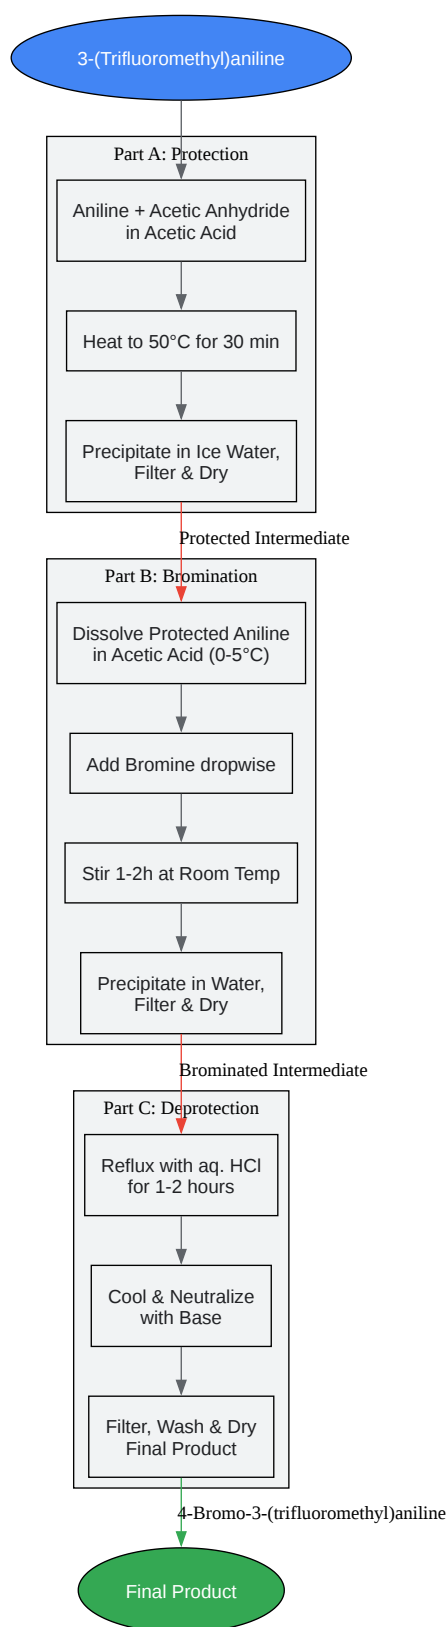 3-(Trifluoromethyl)aniline
Part A: Protection
Aniline + Acetic Anhydride
in Acetic Acid
Heat to 50°C for 30 min
Precipitate in Ice Water,
Filter & Dry
Protected Intermediate
Part B: Bromination
Dissolve Protected Aniline
in Acetic Acid (0-5°C)
Add Bromine dropwise
Stir 1-2h at Room Temp
Precipitate in Water,
Filter & Dry
Brominated Intermediate
Part C: Deprotection
Reflux with aq. HCl
for 1-2 hours
Cool & Neutralize
with Base
Filter, Wash & Dry
Final Product
4-Bromo-3-(trifluoromethyl)aniline
Final Product